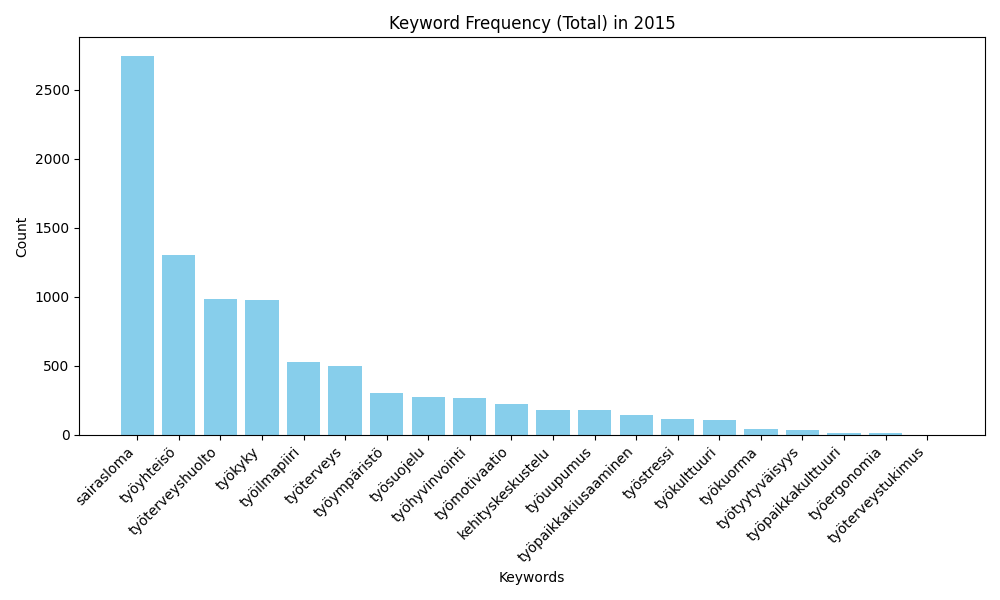 Keyword Frequency (Total) in 2015
2500
2000
1500
1000
500
0
Count
sairasloma
työyhteisö
työterveyshuolto
työkyky
työilmapiiri
työterveys
työympäristö
työsuojelu
työhyvinvointi
työmotivaatio
kehityskeskustelu
työuupumus
työpaikkakiusaaminen
työstressi
työkulttuuri
työkuorma
työtyytyväisyys
työpaikkakulttuuri
työergonomia
työterveystukimus
Keywords